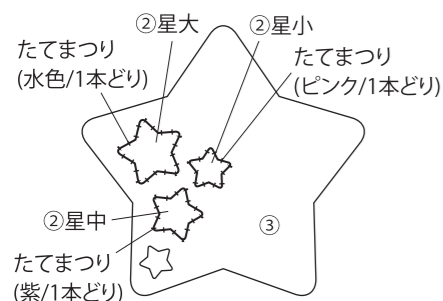 ②星大
②星小
たてまつり
(水色/1本どり)
たてまつり
(ピンク/1本どり)
②星中
③
たてまつり
(紫/1本どり)